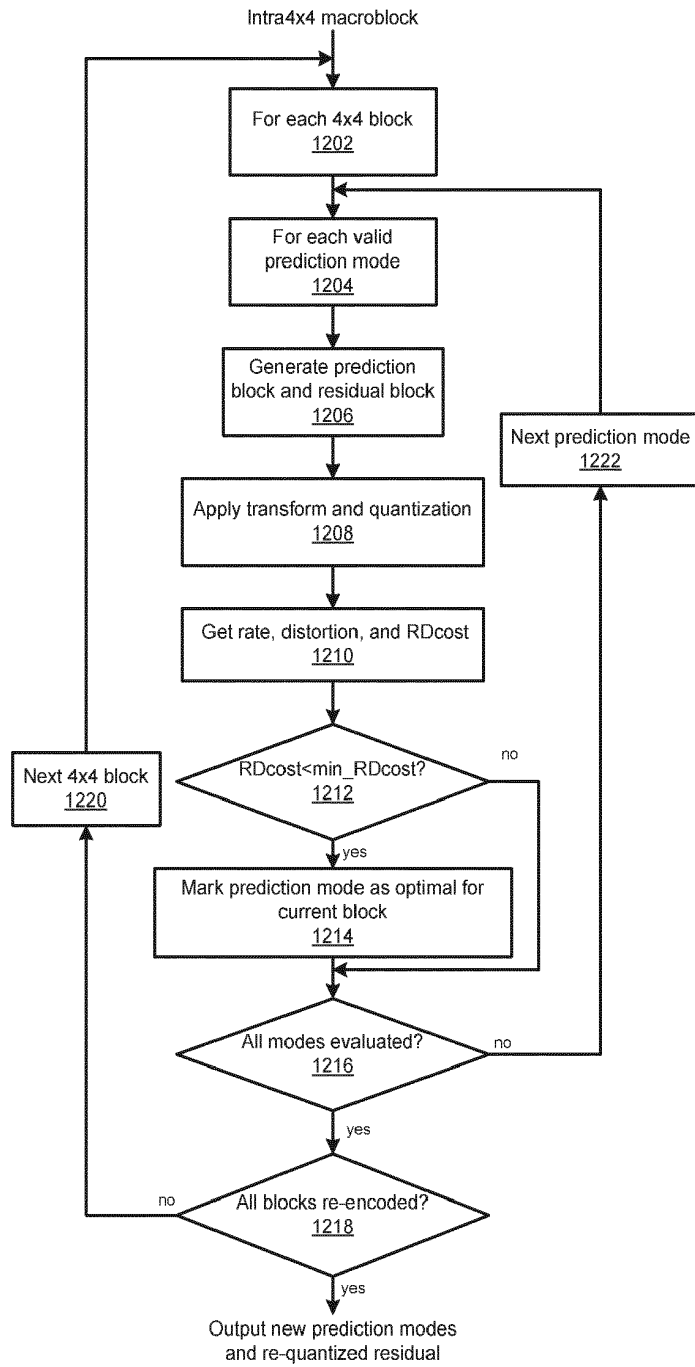 Intra4x4 macroblock
For each 4x4 block
1202
For each valid
prediction mode
1204
Generate prediction
block and residual block
1206
Next prediction mode
1222
Apply transform and quantization
1208
Get rate, distortion, and RDcost
1210
RDcost<min_RDcost?
1212
no
yes
Next 4x4 block
1220
Mark prediction mode as optimal for
current block
1214
All modes evaluated?
1216
no
yes
All blocks re-encoded?
1218
no
yes
Output new prediction modes
and re-quantized residual